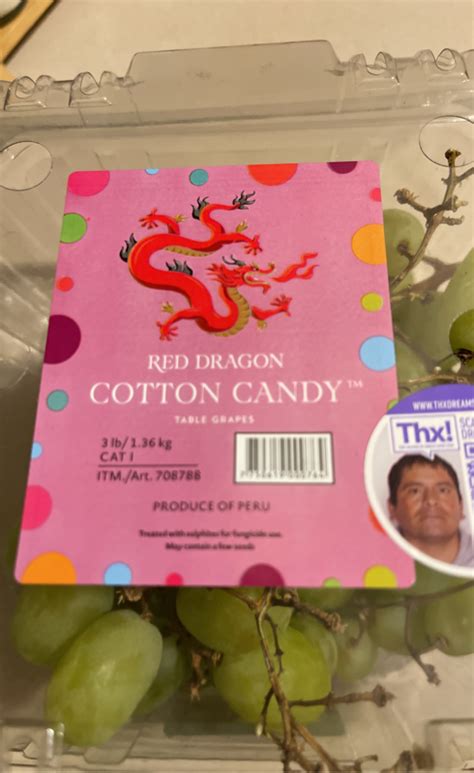 RED DRAGON
COTTON CANDY™
TABLE GRAPES
3 lb/ 1.36 kg
CAT I
ITM./Art. 708788
PRODUCE OF PERU
Treated with sulphites for fungicide use.
May contain a few seeds
WWW.THXDREAMS
Thx!
SCA